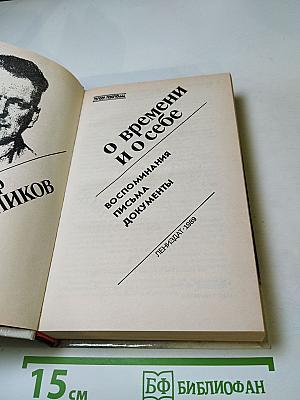 НИКОВ
О ВРЕМЕНИ
И О СЕБЕ
ВОСПОМИНАНИЯ
ПИСЬМА
ДОКУМЕНТЫ
ЛЕНИЗДАТ·1989
15 см
БФ БИБЛИОФАН